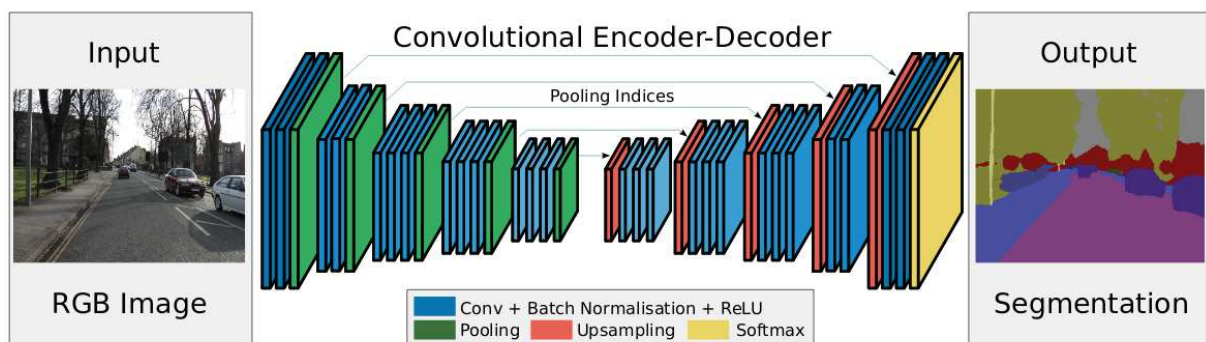 Input
RGB Image
Convolutional Encoder-Decoder
Pooling Indices
Conv + Batch Normalisation + ReLU
Pooling
Upsampling
Softmax
Output
Segmentation